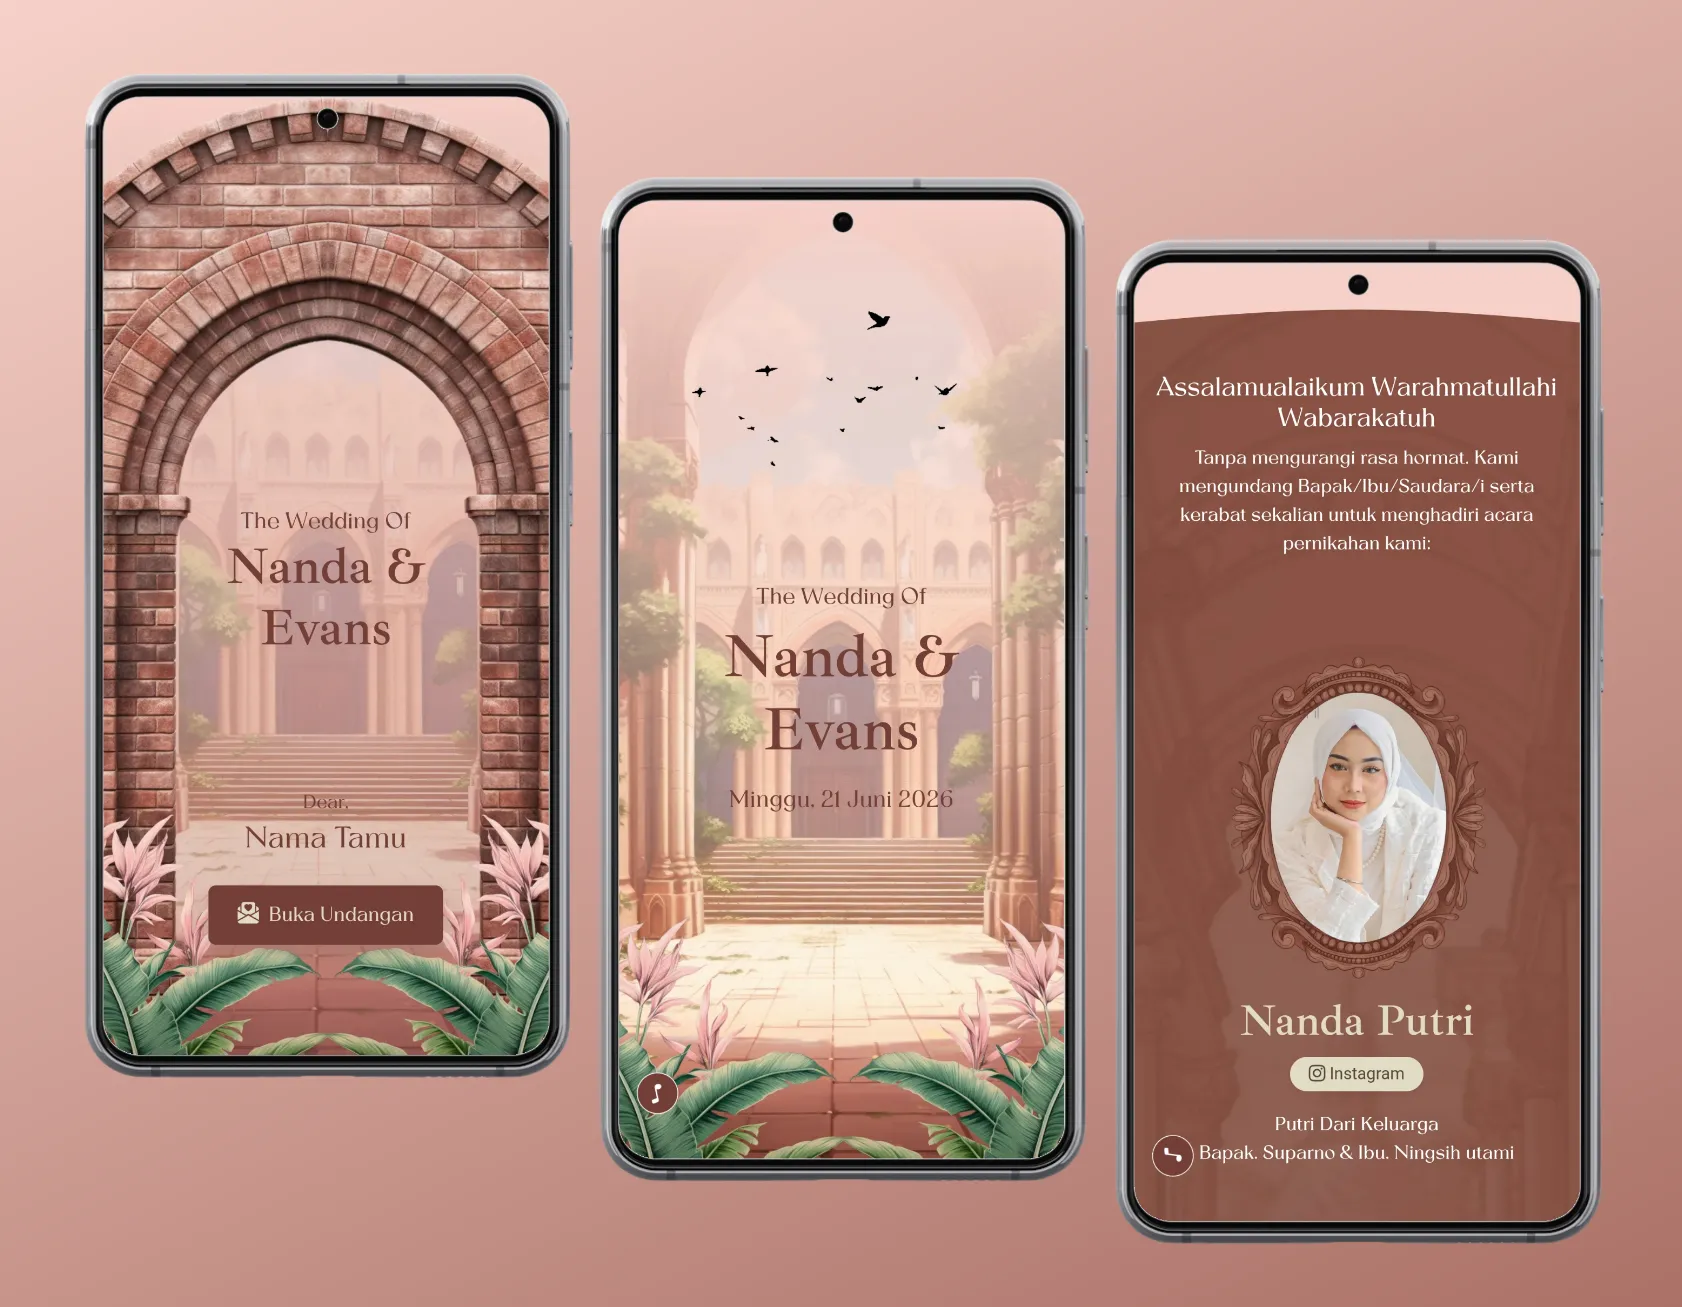 The Wedding Of
Nanda &
Evans
Dear,
Nama Tamu
Buka Undangan
The Wedding Of
Nanda &
Evans
Minggu, 21 Juni 2026
Assalamualaikum Warahmatullahi
Wabarakatuh
Tanpa mengurangi rasa hormat. Kami
mengundang Bapak/Ibu/Saudara/i serta
kerabat sekalian untuk menghadiri acara
pernikahan kami:
Nanda Putri
Instagram
Putri Dari Keluarga
Bapak. Suparno & Ibu. Ningsih utami